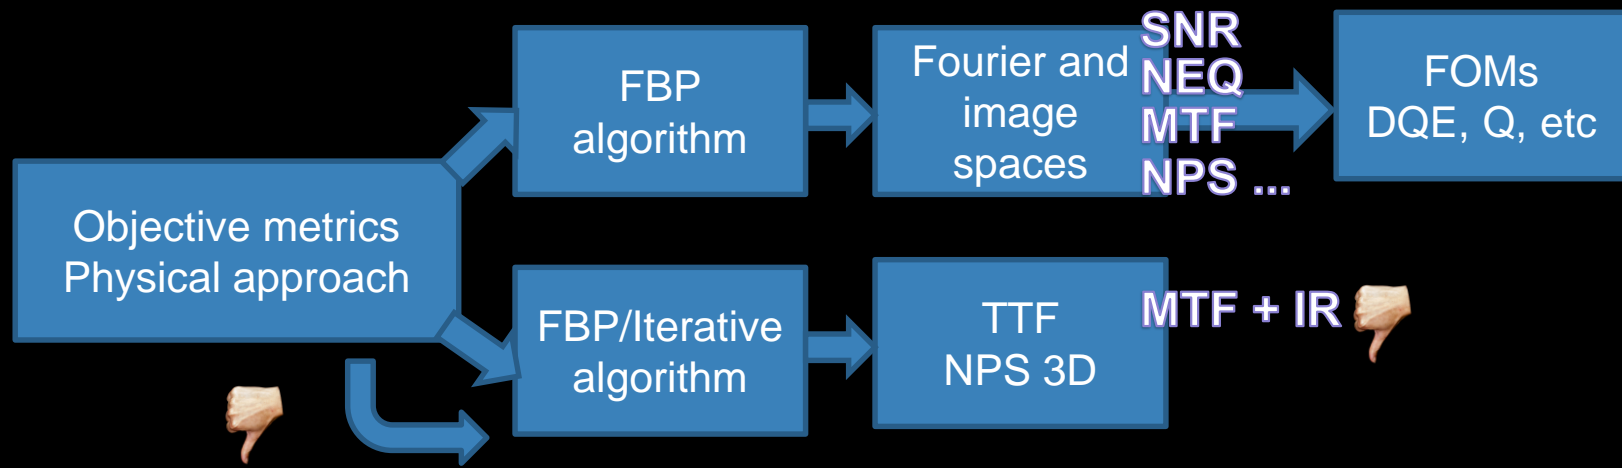 Objective metrics
Physical approach
FBP
algorithm
Fourier and
image
spaces
SNR
NEQ
MTF
NPS ...
FOMs
DQE, Q, etc
FBP/Iterative
algorithm
TTF
NPS 3D
MTF + IR